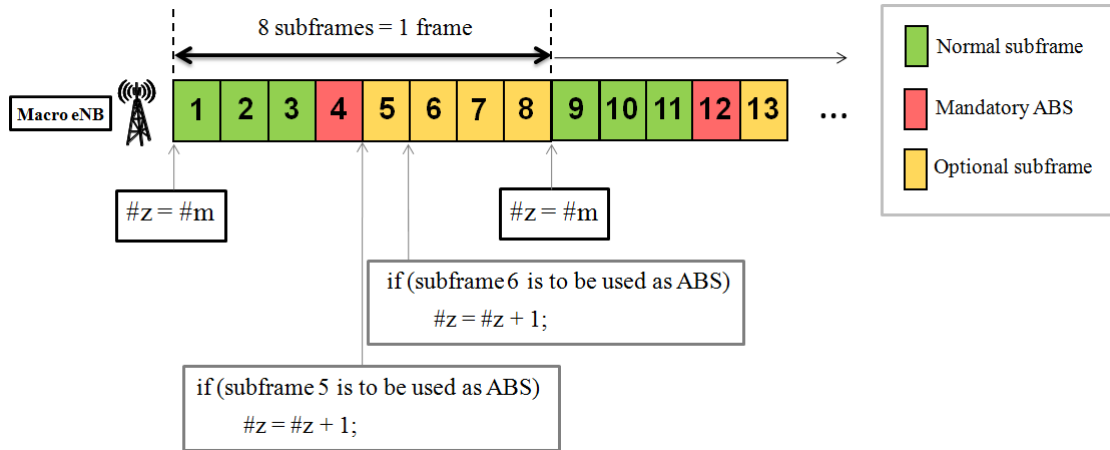 8 subframes = 1 frame
Macro eNB
1 2 3 4 5 6 7 8 9 10 11 12 13 ...
#z = #m
#z = #m
if (subframe 6 is to be used as ABS)
#z = #z + 1;
if (subframe 5 is to be used as ABS)
#z = #z + 1;
Normal subframe
Mandatory ABS
Optional subframe